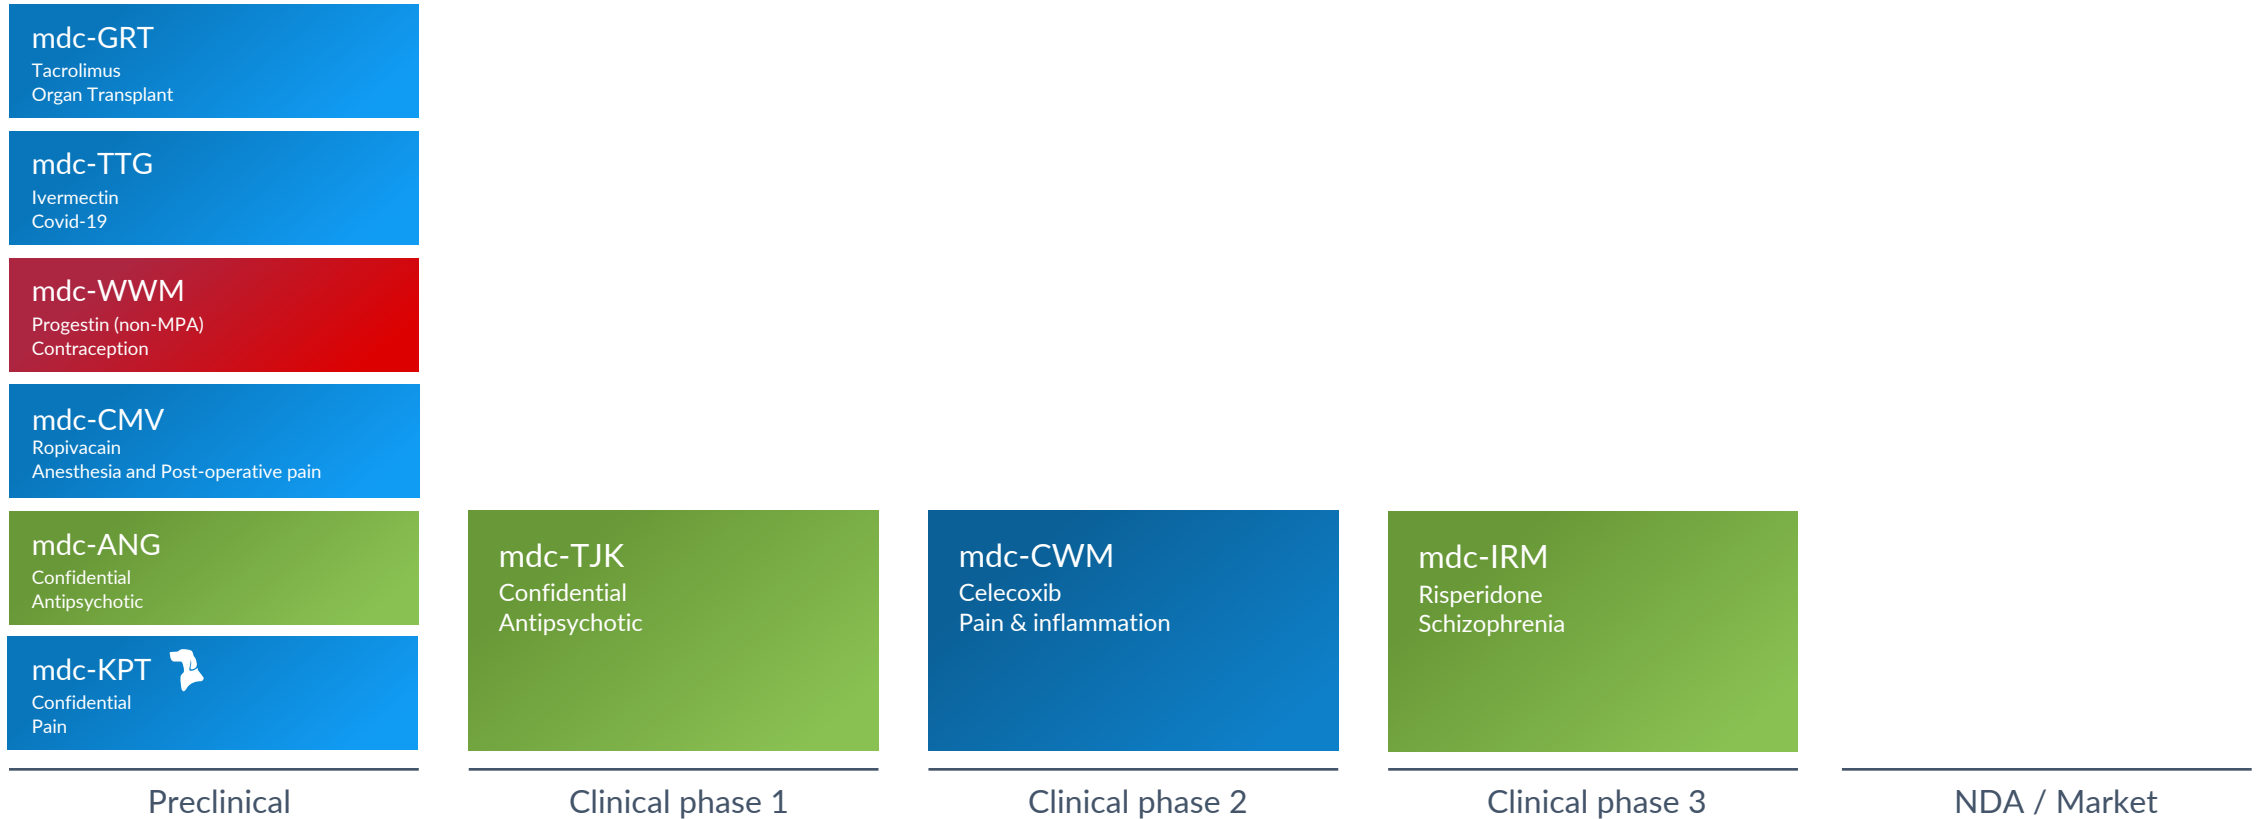 mdc-GRT
Tacrolimus
Organ Transplant
mdc-TTG
Ivermectin
Covid-19
mdc-WWM
Progestin (non-MPA)
Contraception
mdc-CMV
Ropivacain
Anesthesia and Post-operative pain
mdc-ANG
Confidential
Antipsychotic
mdc-KPT
Confidential
Pain
Preclinical
mdc-TJK
Confidential
Antipsychotic
Clinical phase 1
mdc-CWM
Celecoxib
Pain & inflammation
Clinical phase 2
mdc-IRM
Risperidone
Schizophrenia
Clinical phase 3
NDA / Market